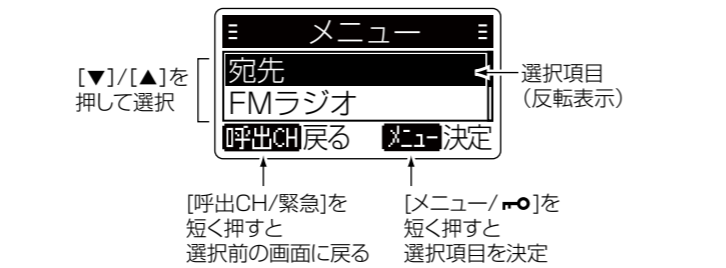 メニュー
[▼]/[▲]を
押して選択
宛先
FMラジオ
選択項目
（反転表示）
呼出CH戻る メニュー決定
[呼出CH/緊急]を
短く押すと
選択前の画面に戻る
[メニュー/🗝]を
短く押すと
選択項目を決定